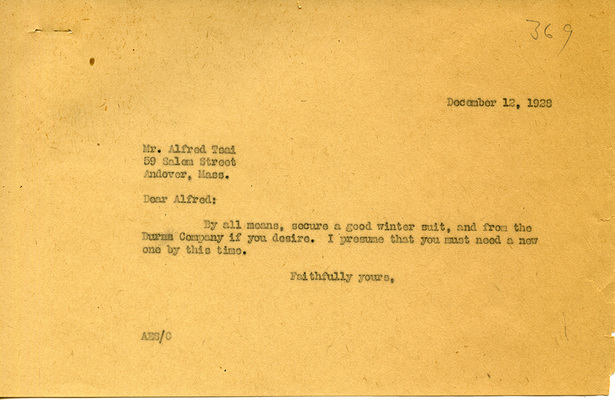 369
December 12, 1928
Mr. Alfred Tsai
59 Salem Street
Andover, Mass.
Dear Alfred:
By all means, secure a good winter suit, and from the
Burns Company if you desire. I presume that you must need a new
one by this time.
Faithfully yours,
AES/C